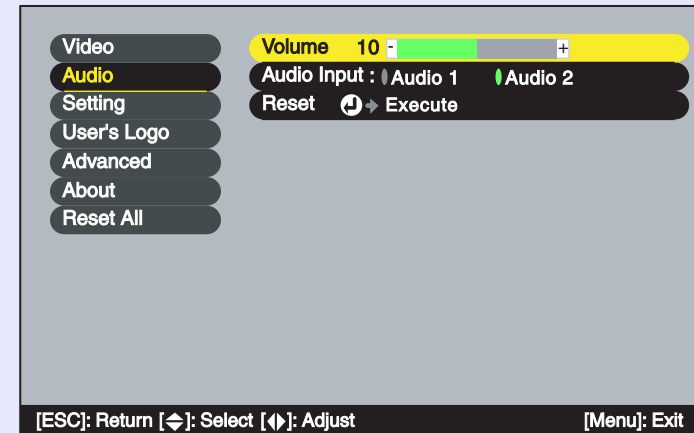 Video
Audio
Setting
User's Logo
Advanced
About
Reset All
Volume 10 - +
Audio Input : Audio 1 Audio 2
Reset Execute
[ESC]: Return [ ]: Select [ ]: Adjust [Menu]: Exit